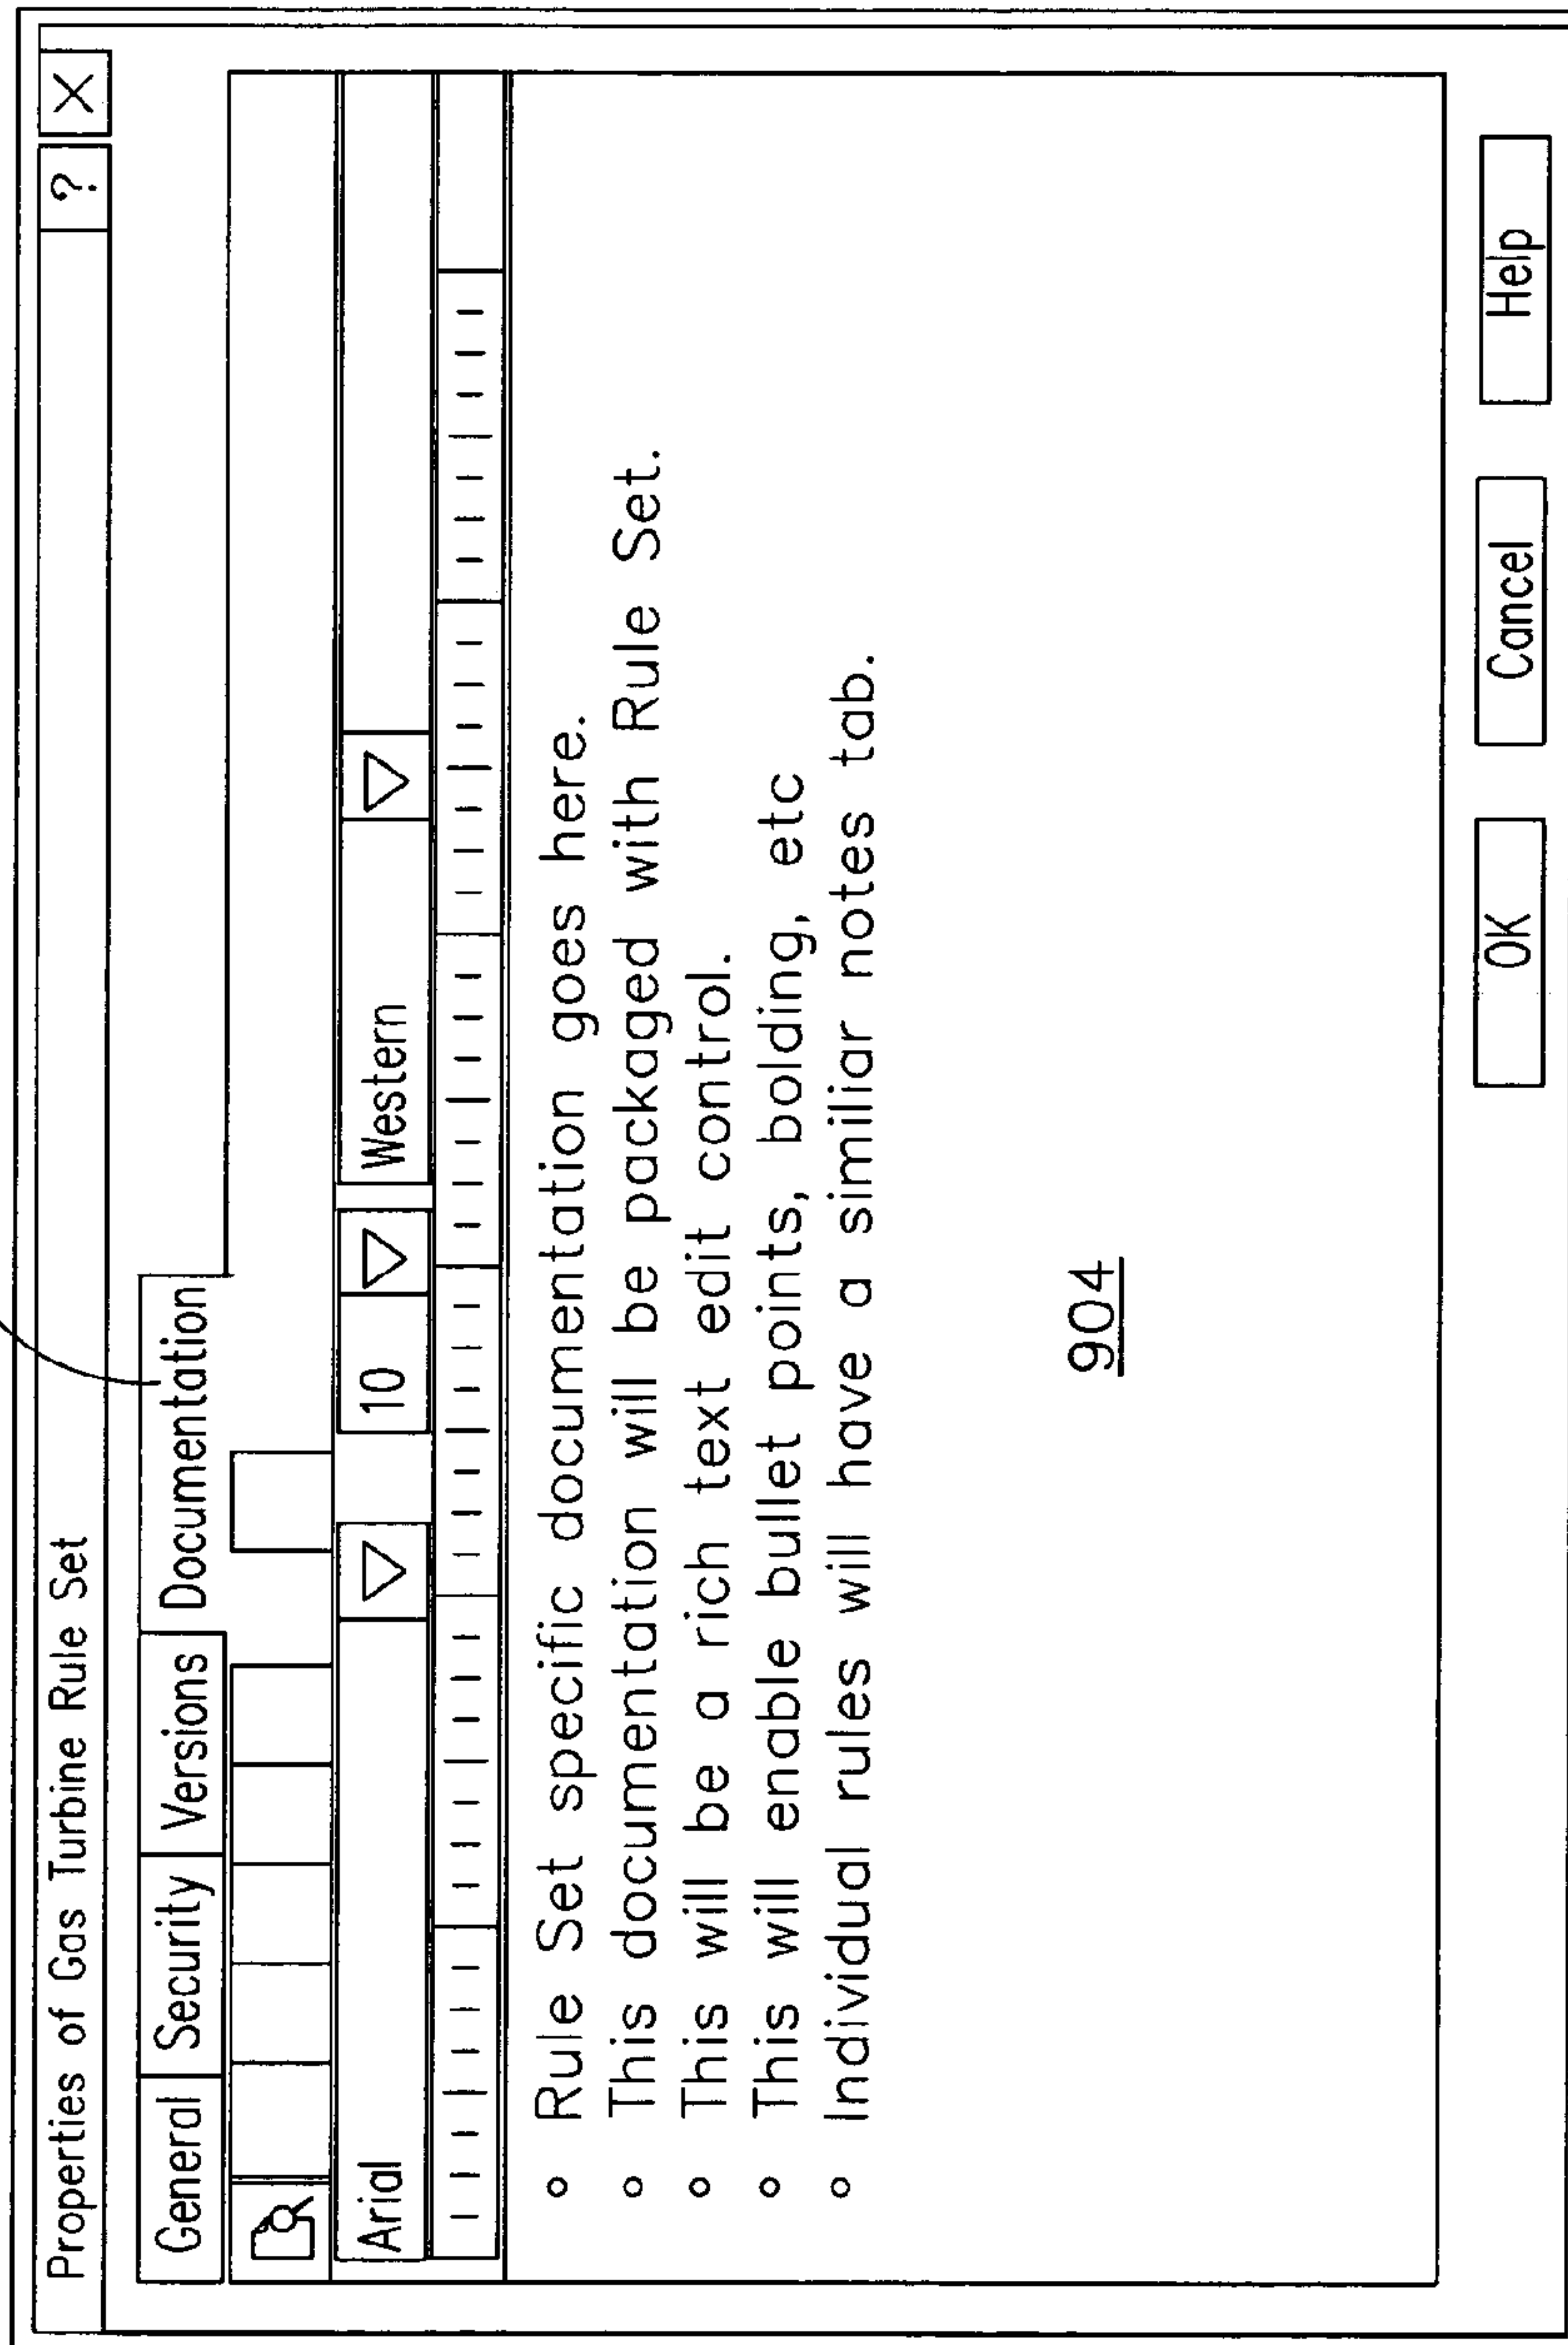 Properties of Gas Turbine Rule Set ? X
General Security Versions Documentation
Arial 10 Western
Rule Set specific documentation goes here.
This documentation will be packaged with Rule Set.
This will be a rich text edit control.
This will enable bullet points, bolding, etc
Individual rules will have a similiar notes tab.
904
OK Cancel Help